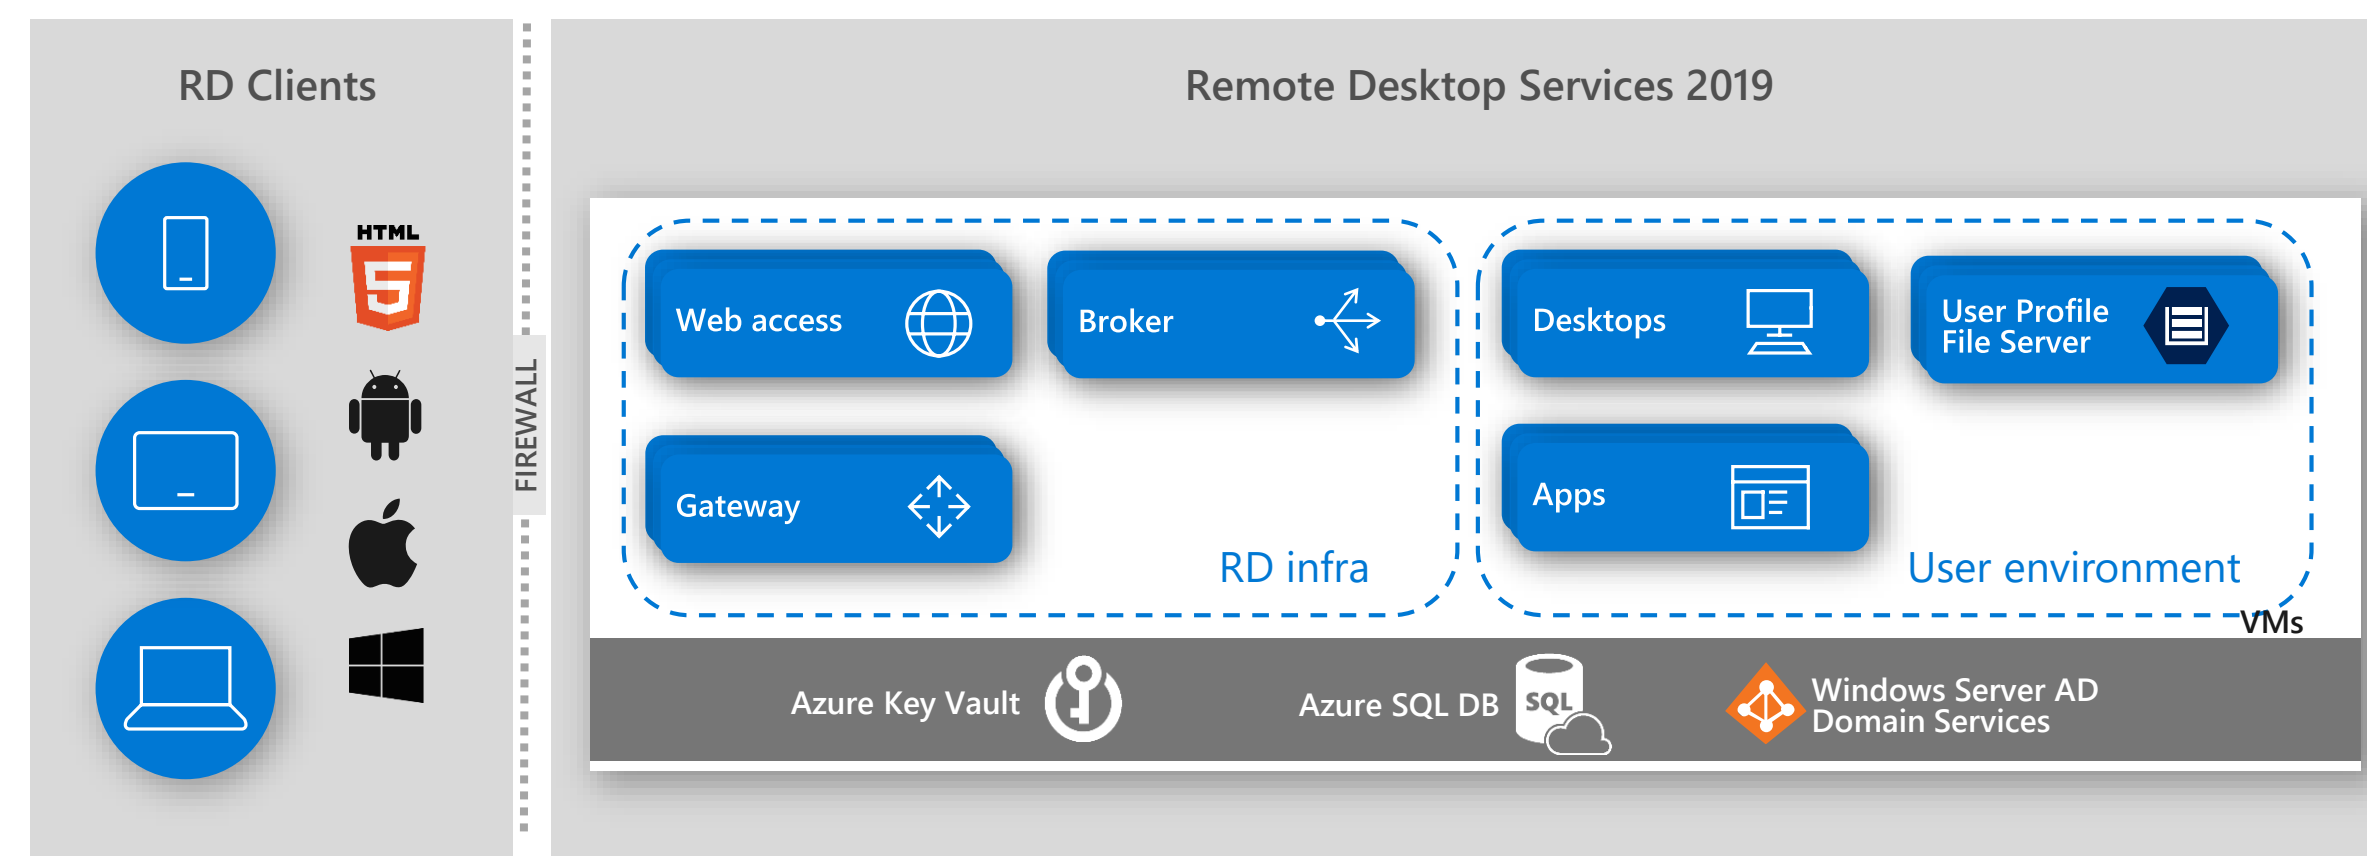 RD Clients
HTML
5
FIREWALL
Remote Desktop Services 2019
Web access
Broker
Gateway
RD infra
Desktops
User Profile
File Server
Apps
User environment
VMs
Azure Key Vault
Azure SQL DB
SQL
Windows Server AD
Domain Services